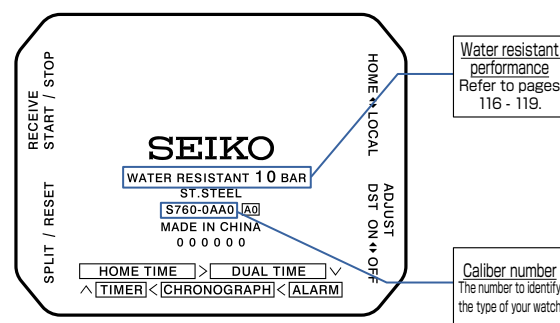 RECEIVE
START / STOP
SPLIT / RESET
HOME ◂▸ LOCAL
ADJUST
DST ON ◂▸ OFF
SEIKO
WATER RESISTANT 10 BAR
ST.STEEL
S760-0AA0 A0
MADE IN CHINA
000000
HOME TIME > DUAL TIME ∨
∧ TIMER < CHRONOGRAPH < ALARM
Water resistant
performance
Refer to pages
116 - 119.
Caliber number
The number to identify
the type of your watch